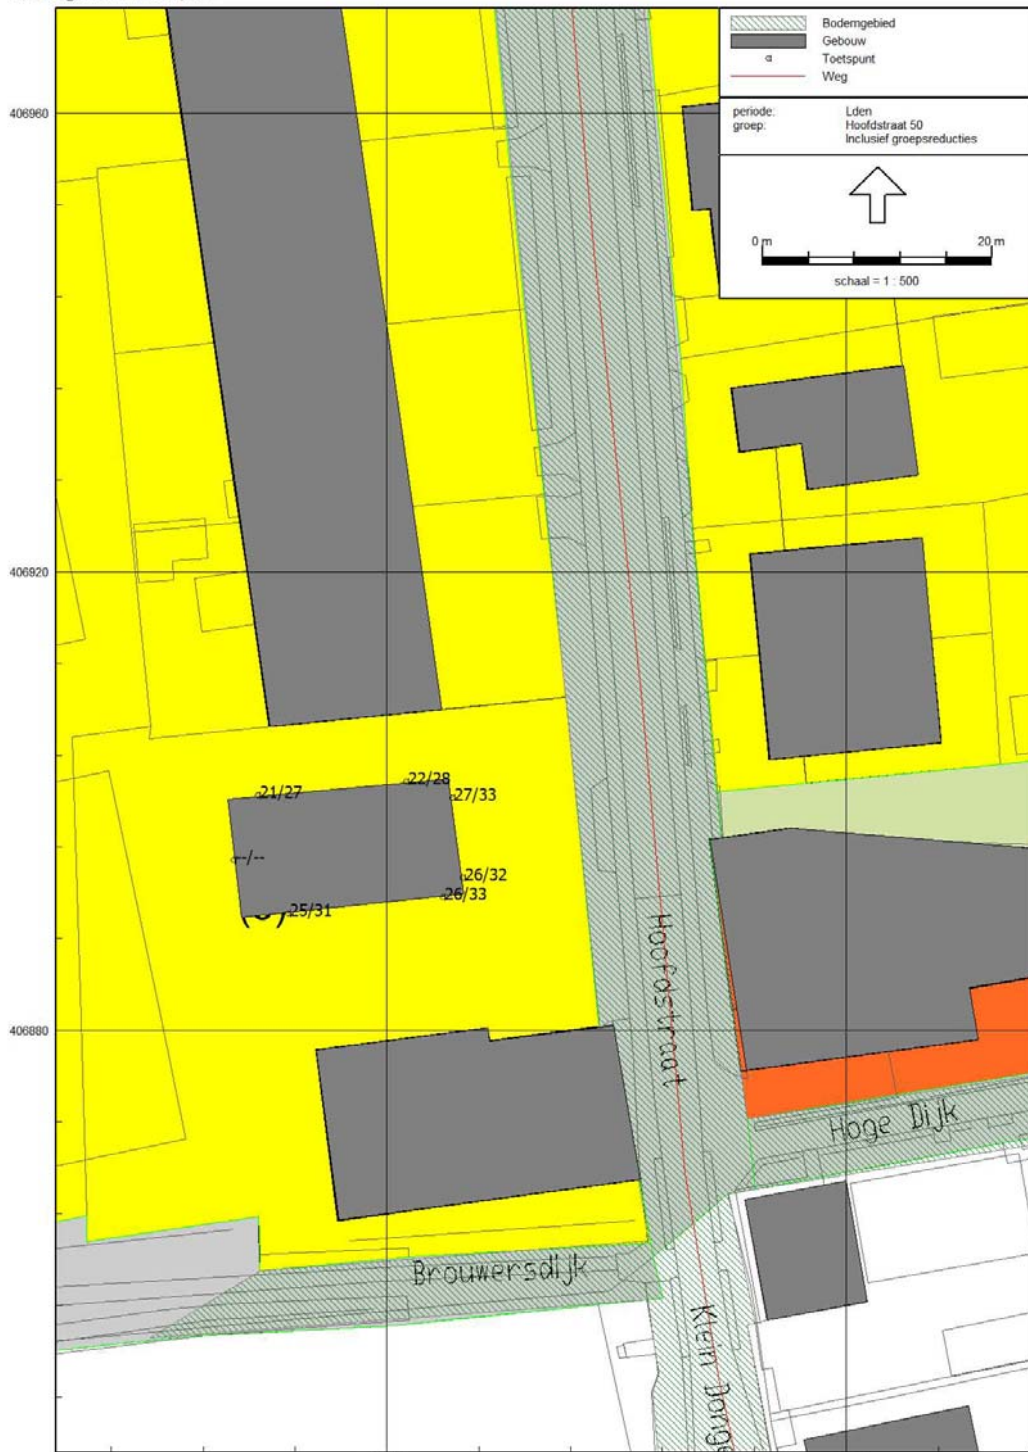 Bodemgebied
Gebouw
Toetspunt
Weg
periode: Lden
groep: Hoofdstraat 50
Inclusief groepsreducties
0 m 20 m
schaal = 1 : 500
406960
406920
21/27
22/28
27/33
--/--
26/32
26/33
25/31
Hoofdstraat
406880
Hoge Dijk
Brouwersdijk
Klein Donge